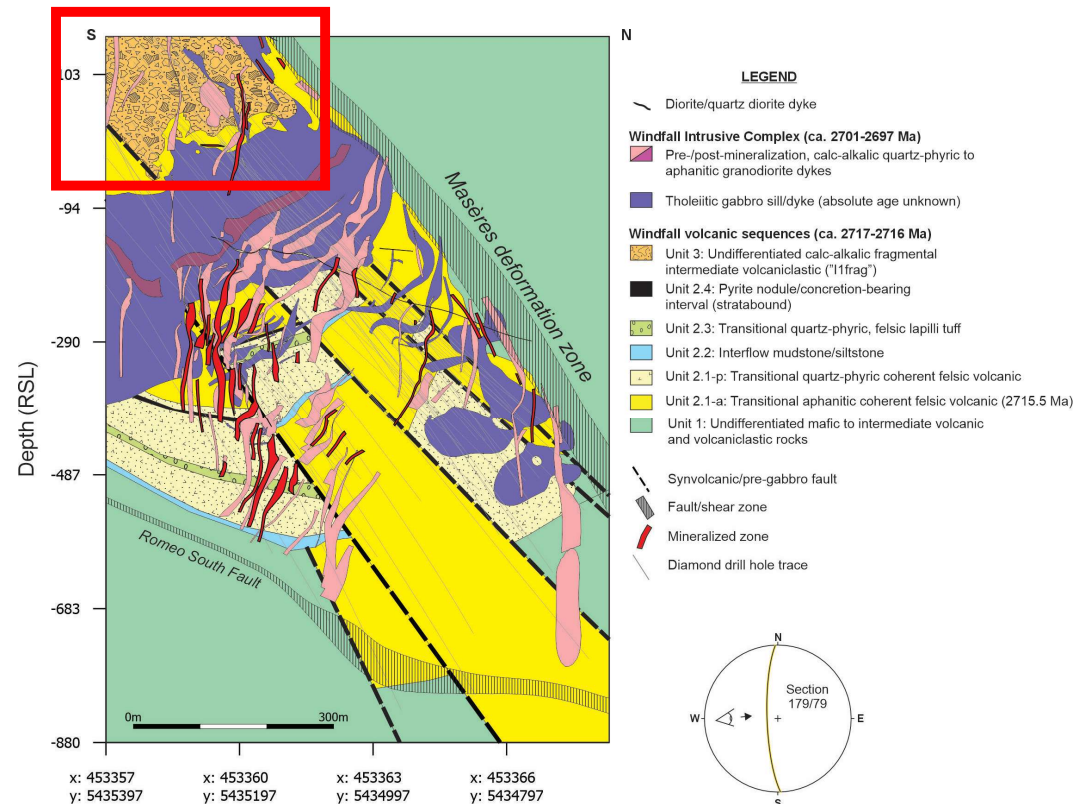 S
N
.03
-94
-290
-487
-683
-880
Depth (RSL)
Masères deformation zone
Romeo South Fault
0m 300m
x: 453357 x: 453360 x: 453363 x: 453366
y: 5435397 y: 5435197 y: 5434997 y: 5434797
LEGEND
Diorite/quartz diorite dyke
Windfall Intrusive Complex (ca. 2701-2697 Ma)
Pre-/post-mineralization, calc-alkalic quartz-phyric to
aphanitic granodiorite dykes
Tholeiitic gabbro sill/dyke (absolute age unknown)
Windfall volcanic sequences (ca. 2717-2716 Ma)
Unit 3: Undifferentiated calc-alkalic fragmental
intermediate volcaniclastic ("I1frag")
Unit 2.4: Pyrite nodule/concretion-bearing
interval (stratabound)
Unit 2.3: Transitional quartz-phyric, felsic lapilli tuff
Unit 2.2: Interflow mudstone/siltstone
Unit 2.1-p: Transitional quartz-phyric coherent felsic volcanic
Unit 2.1-a: Transitional aphanitic coherent felsic volcanic (2715.5 Ma)
Unit 1: Undifferentiated mafic to intermediate volcanic
and volcaniclastic rocks
Synvolcanic/pre-gabbro fault
Fault/shear zone
Mineralized zone
Diamond drill hole trace
N
Section
179/79
W
E
S